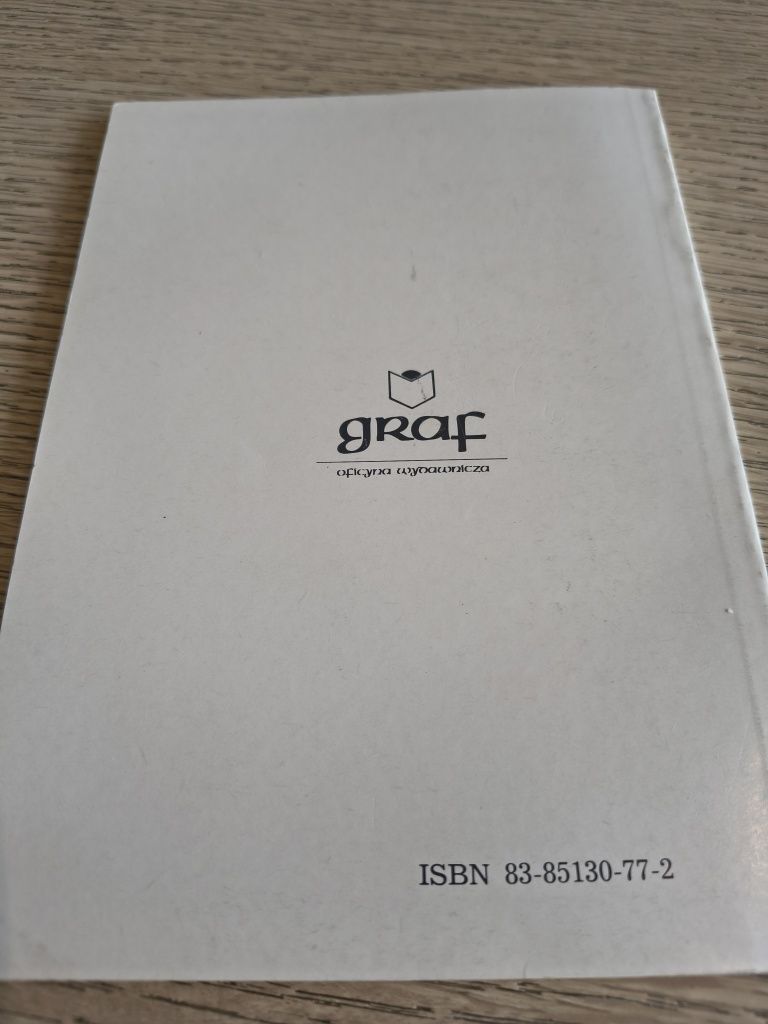 graf
oficyna wydawnicza
ISBN 83-85130-77-2